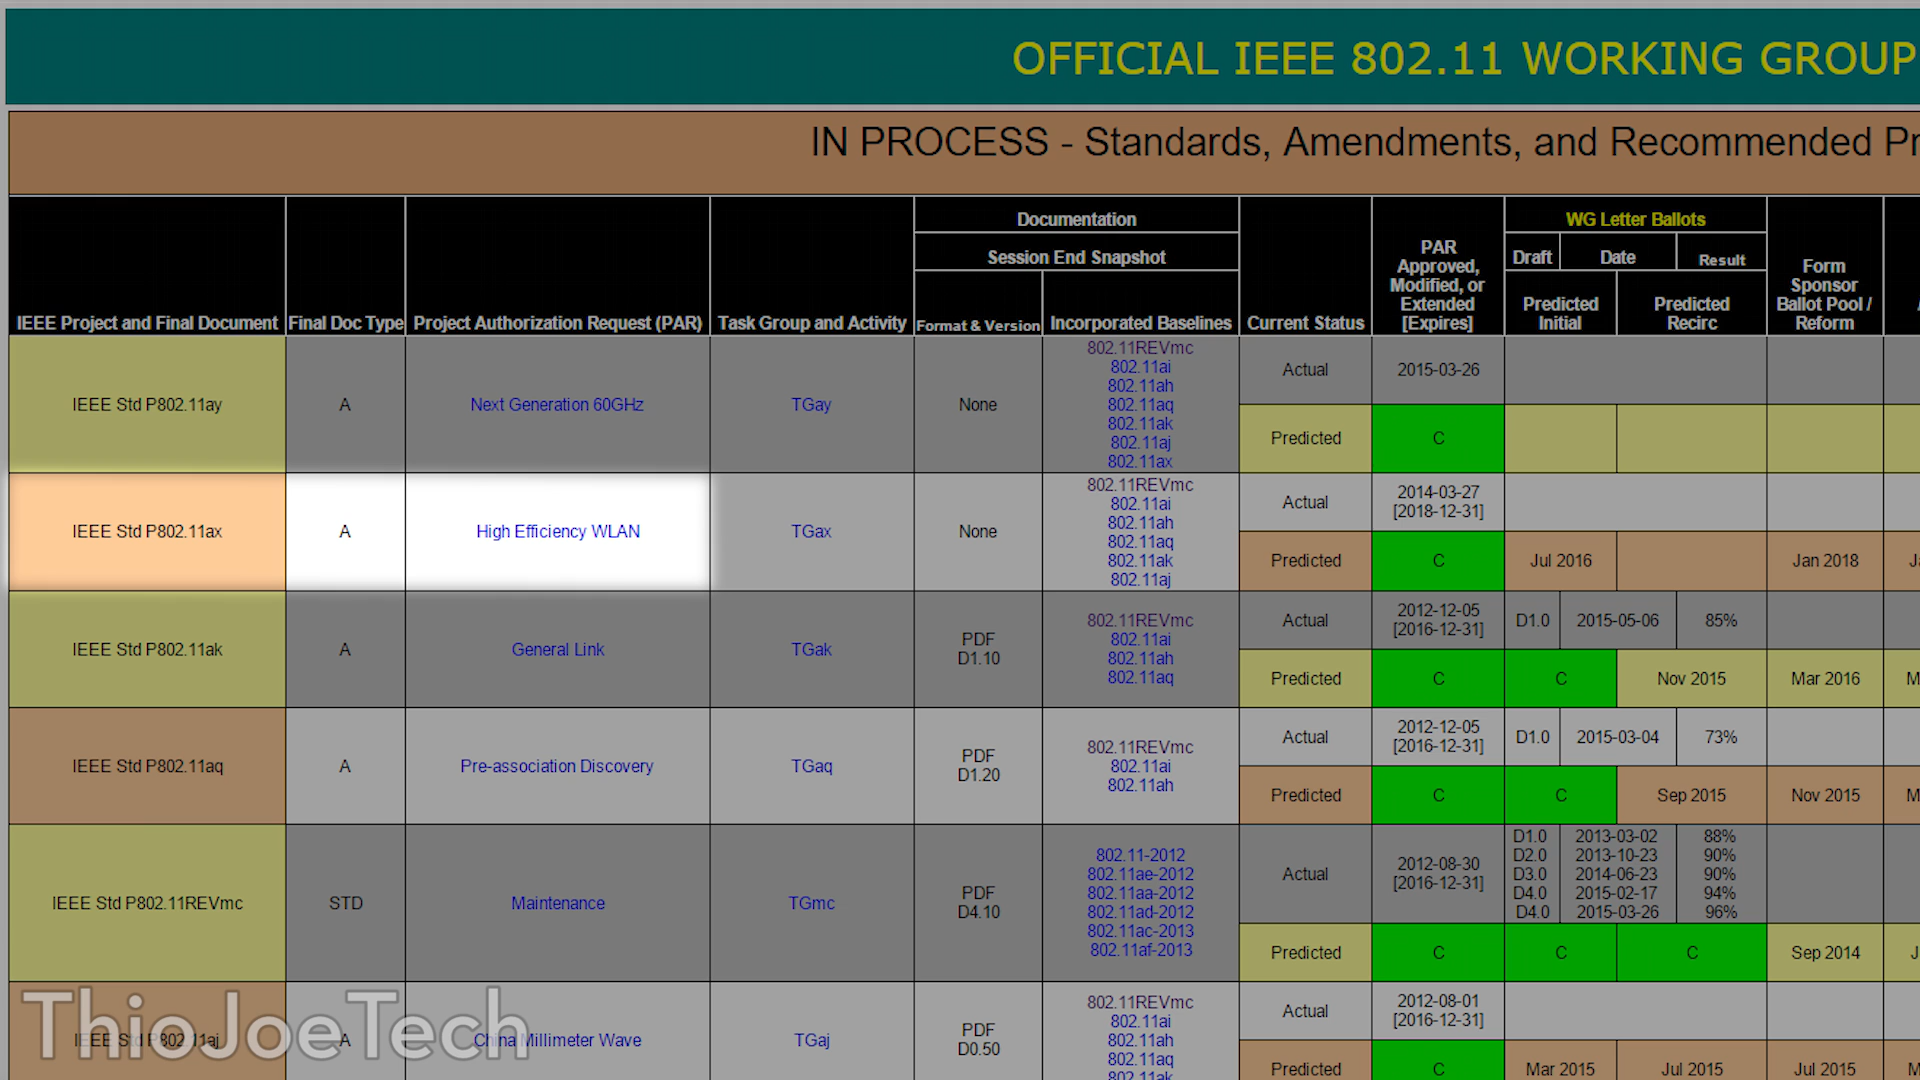 OFFICIAL IEEE 802.11 WORKING GROUP
IN PROCESS - Standards, Amendments, and Recommended
IEEE Project and Final Document
Final Doc Type
Project Authorization Request (PAR)
Task Group and Activity
Documentation
Session End Snapshot
Format & Version
Incorporated Baselines
Current Status
PAR
Approved,
Modified, or
Extended
[Expires]
WG Letter Ballots
Draft
Date
Result
Predicted
Initial
Predicted
Recirc
Form
Sponsor
Ballot Pool /
Reform
IEEE Std P802.11ay
A
Next Generation 60GHz
TGay
None
802.11REVmc
802.11ai
802.11ah
802.11aq
802.11ak
802.11aj
802.11ax
Actual
2015-03-26
Predicted
C
IEEE Std P802.11ax
A
High Efficiency WLAN
TGax
None
802.11REVmc
802.11ai
802.11ah
802.11aq
802.11ak
802.11aj
Actual
2014-03-27
[2018-12-31]
Predicted
C
Jul 2016
Jan 2018
IEEE Std P802.11ak
A
General Link
TGak
PDF
D1.10
802.11REVmc
802.11ai
802.11ah
802.11aq
Actual
2012-12-05
[2016-12-31]
D1.0
2015-05-06
85%
Predicted
C
C
Nov 2015
Mar 2016
IEEE Std P802.11aq
A
Pre-association Discovery
TGaq
PDF
D1.20
802.11REVmc
802.11ai
802.11ah
Actual
2012-12-05
[2016-12-31]
D1.0
2015-03-04
73%
Predicted
C
C
Sep 2015
Nov 2015
IEEE Std P802.11REVmc
STD
Maintenance
TGmc
PDF
D4.10
802.11-2012
802.11ae-2012
802.11aa-2012
802.11ad-2012
802.11ac-2013
802.11af-2013
Actual
2012-08-30
[2016-12-31]
D1.0 2013-03-02 88%
D2.0 2013-10-23 90%
D3.0 2014-06-23 90%
D4.0 2015-02-17 94%
D4.0 2015-03-26 96%
Predicted
C
C
C
Sep 2014
IEEE Std P802.11aj
A
China Millimeter Wave
TGaj
PDF
D0.50
802.11REVmc
802.11ai
802.11ah
802.11aq
802.11ak
Actual
2012-08-01
[2016-12-31]
Predicted
C
Mar 2015
Jul 2015
Jul 2015
ThioJoeTech